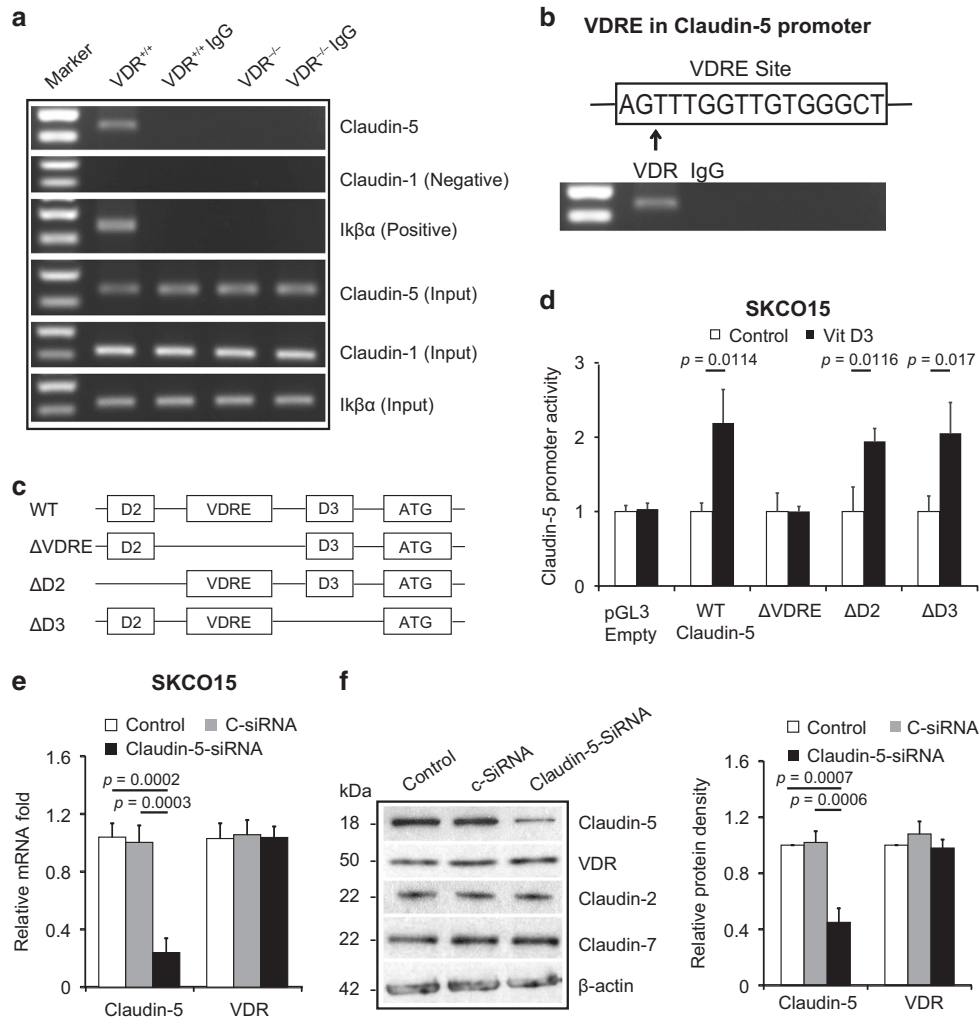 a
Marker
VDR+/+
VDR+/+ IgG
VDR–/–
VDR–/– IgG
Claudin-5
Claudin-1 (Negative)
Ikβα (Positive)
Claudin-5 (Input)
Claudin-1 (Input)
Ikβα (Input)
b
VDRE in Claudin-5 promoter
VDRE Site
AGTTTGGTTGTGGGCT
VDR IgG
c
WT D2 VDRE D3 ATG
ΔVDRE D2 D3 ATG
ΔD2 VDRE D3 ATG
ΔD3 D2 VDRE ATG
d
SKCO15
Control Vit D3
p = 0.0114 p = 0.0116 p = 0.017
Claudin-5 promoter activity
3
2
1
0
pGL3 Empty
WT Claudin-5
ΔVDRE
ΔD2
ΔD3
e
SKCO15
Control C-siRNA
Claudin-5-siRNA
p = 0.0002
p = 0.0003
Relative mRNA fold
1.6
1.2
0.8
0.4
0
Claudin-5 VDR
f
Control
c-SiRNA
Claudin-5-SiRNA
kDa
18 - Claudin-5
50 - VDR
22 - Claudin-2
22 - Claudin-7
42 - β-actin
Control C-siRNA
Claudin-5-siRNA
p = 0.0007
p = 0.0006
Relative protein density
1.6
1.2
0.8
0.4
0
Claudin-5 VDR